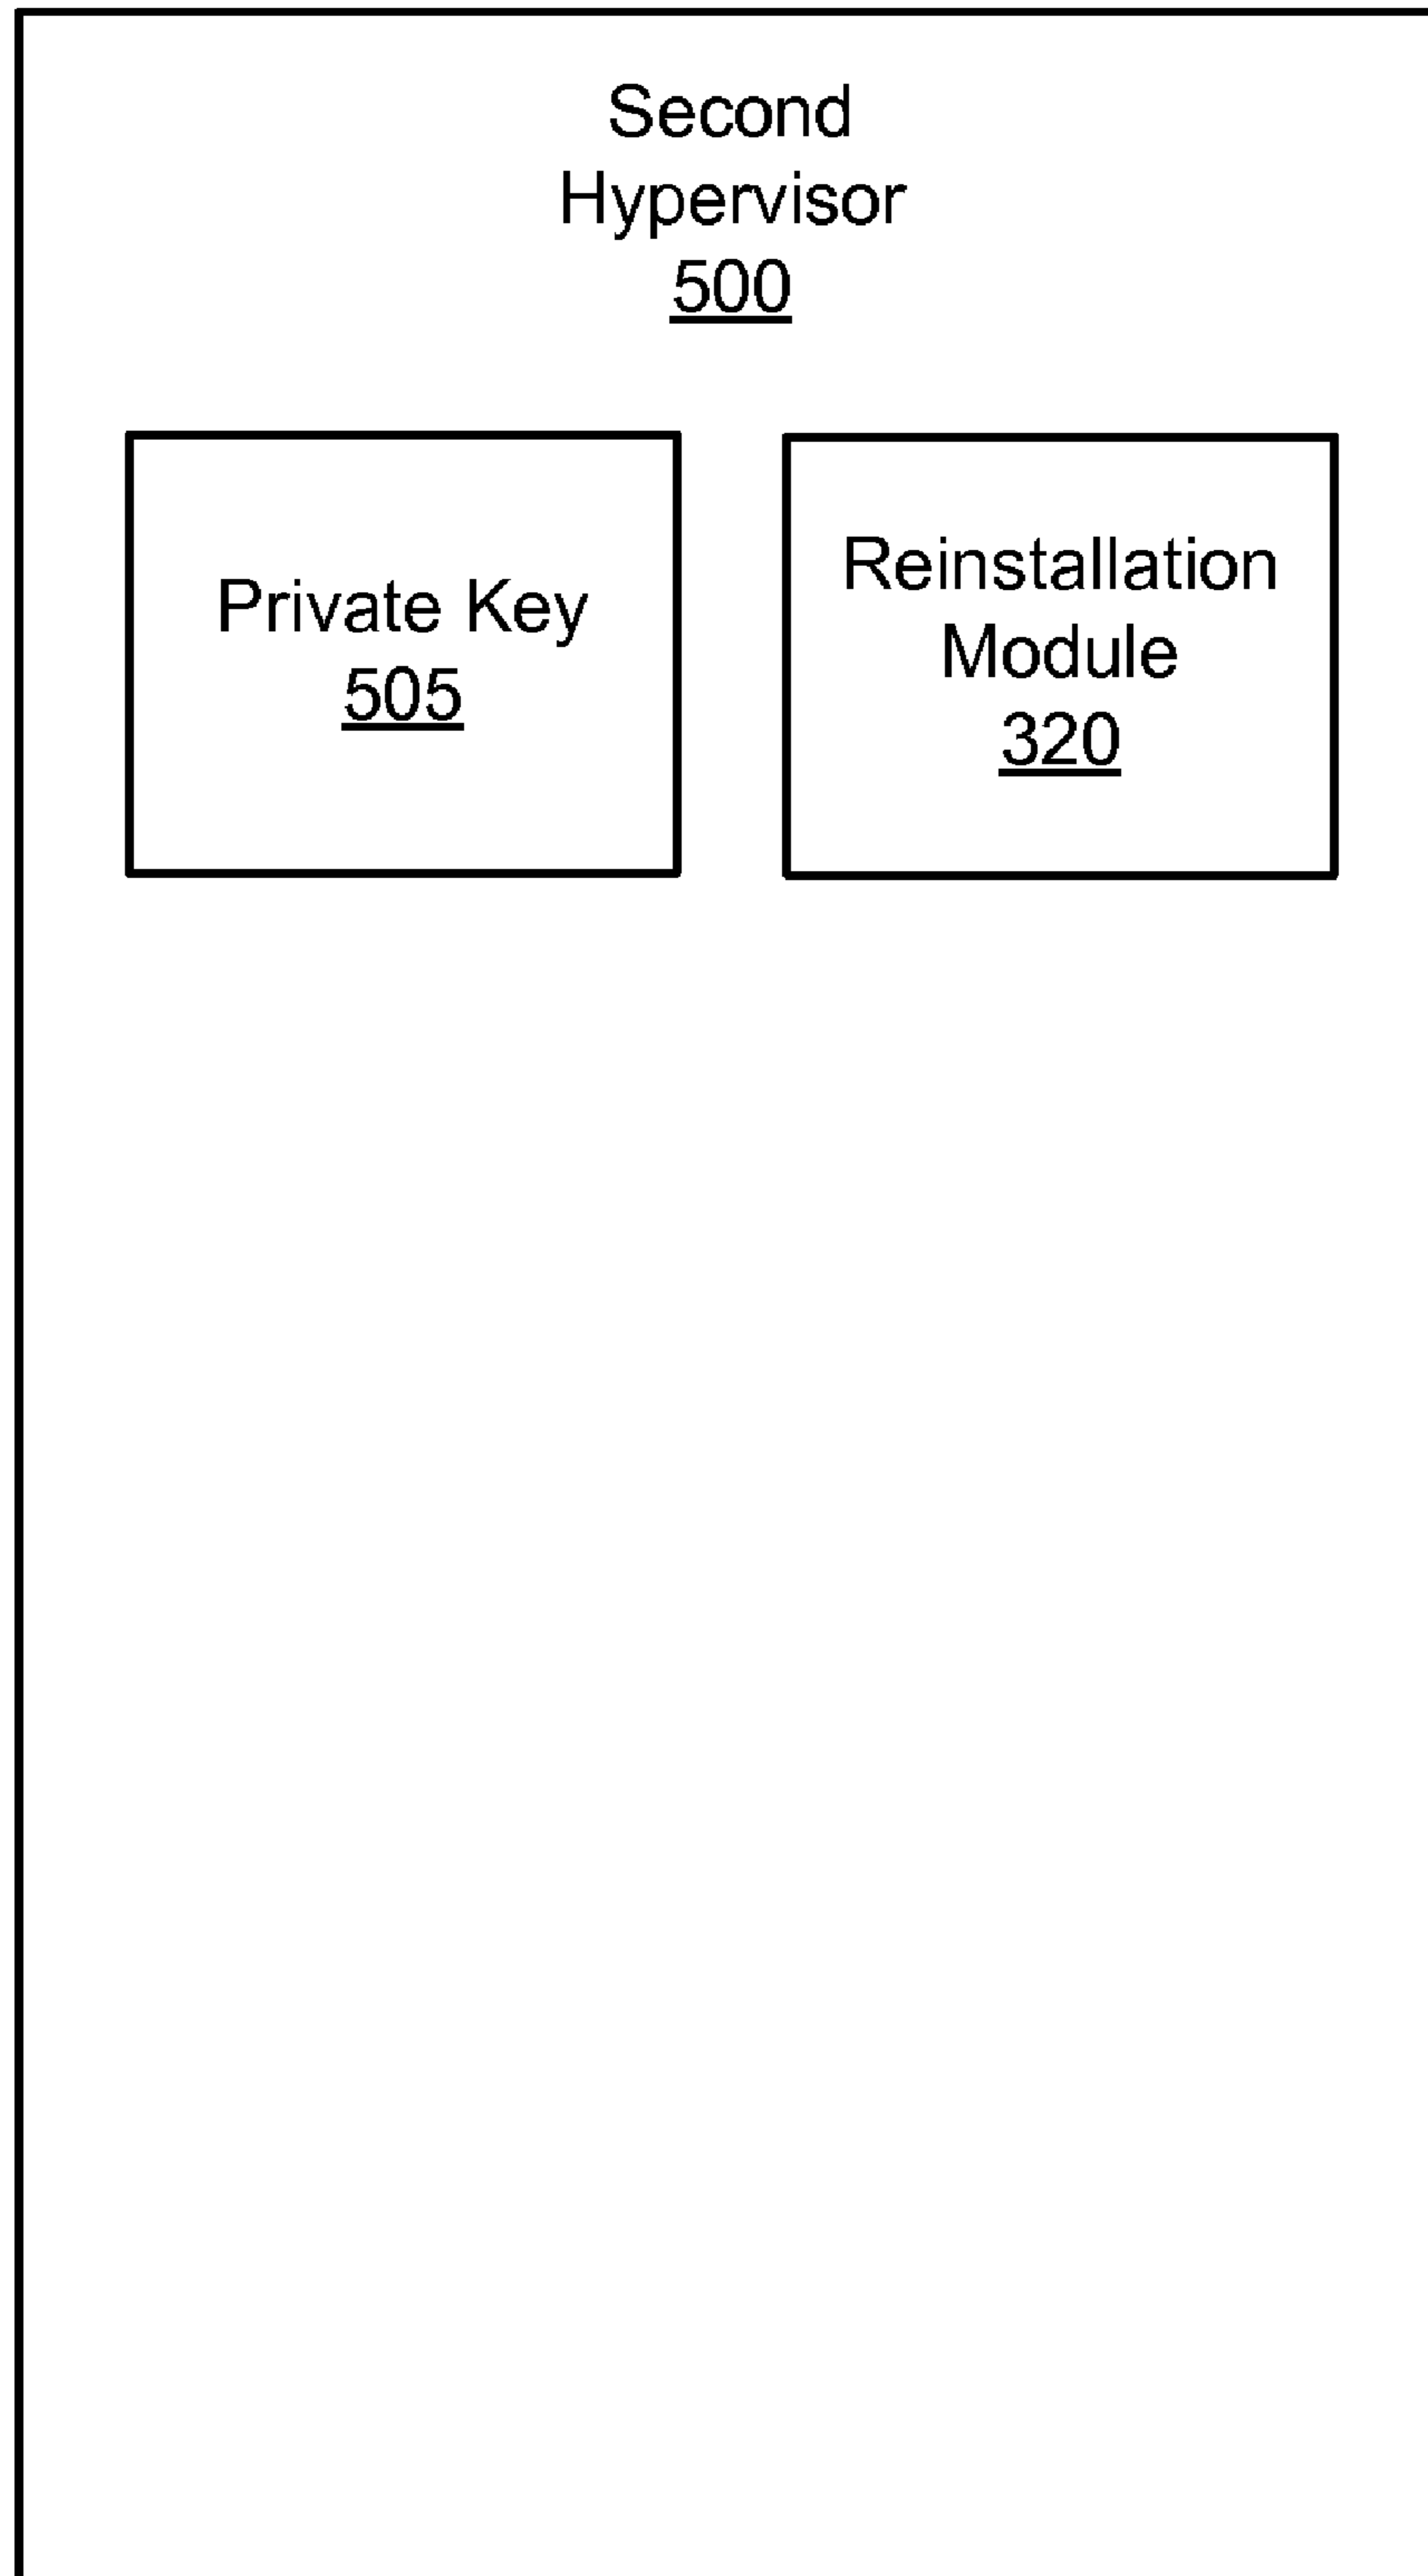 Second
Hypervisor
500
Private Key
505
Reinstallation
Module
320